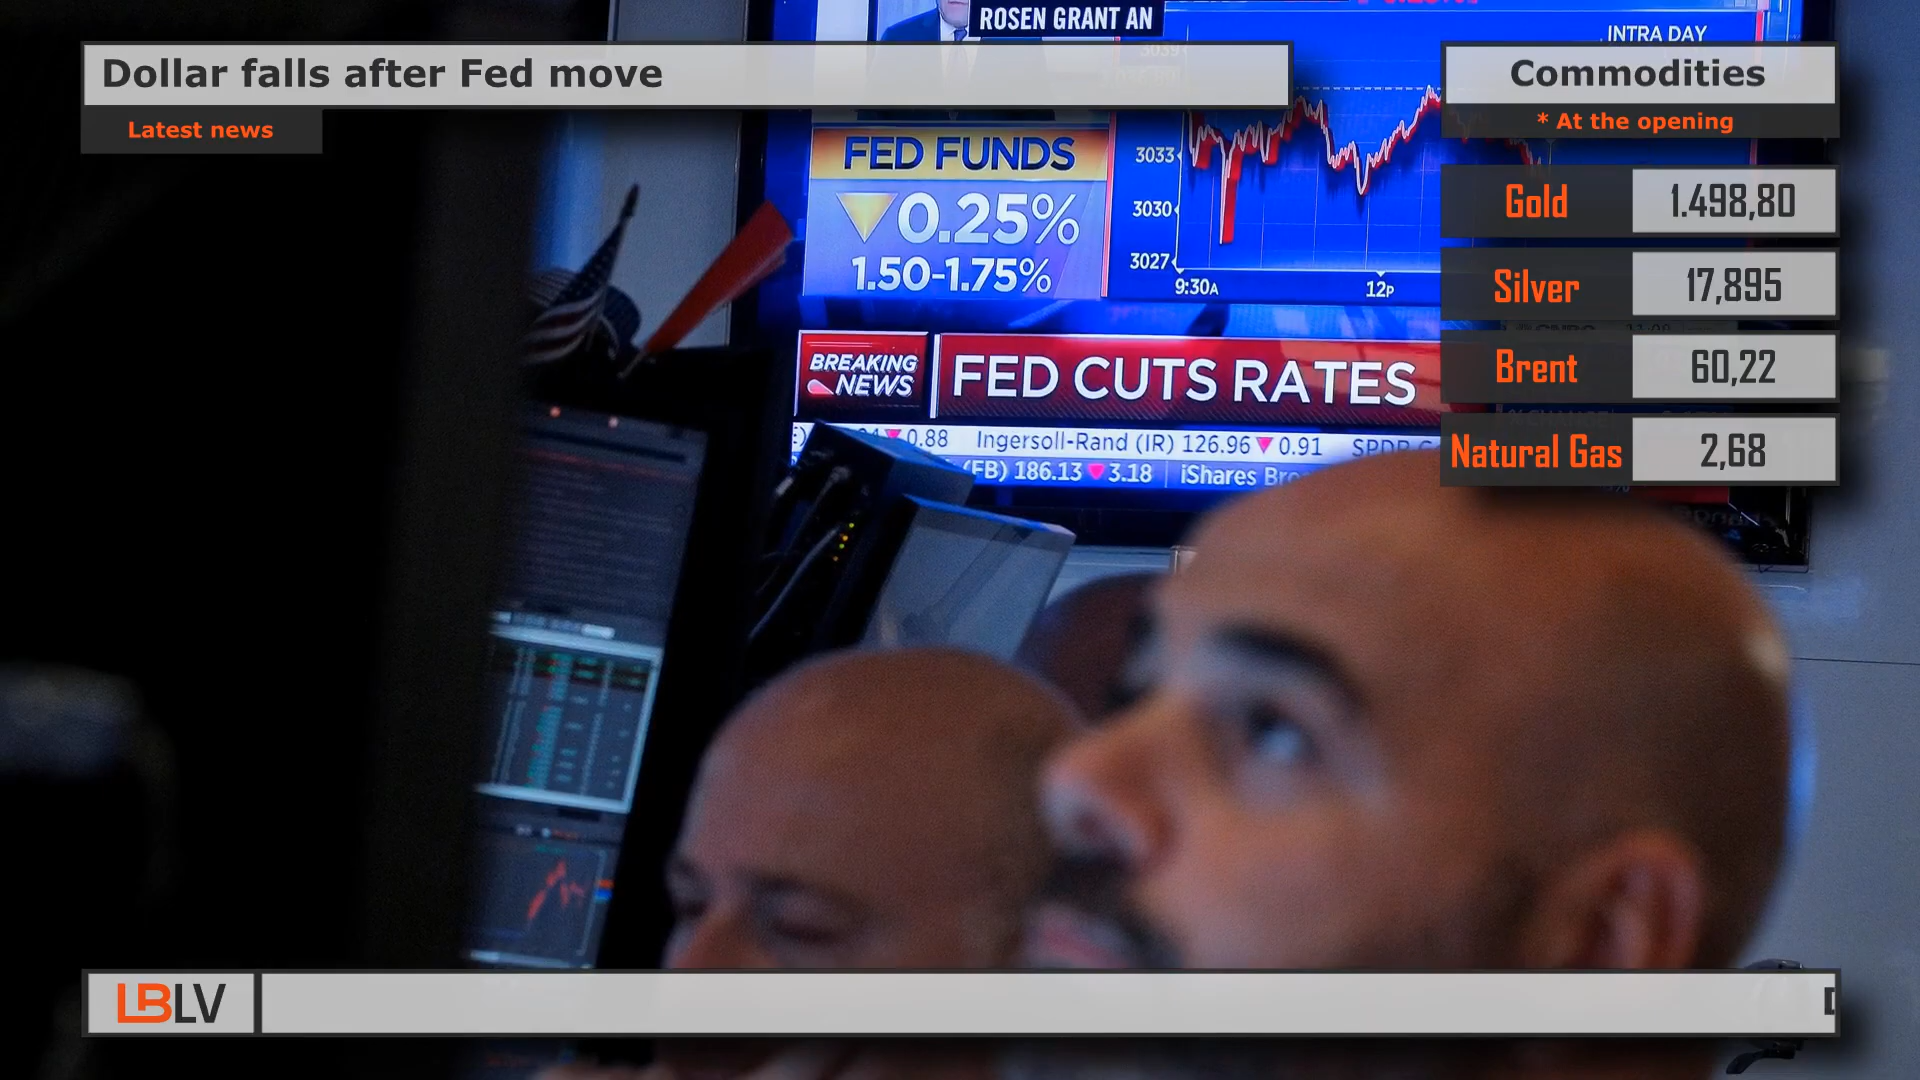 ROSEN GRANT AN
INTRA DAY
Dollar falls after Fed move
Commodities
Latest news
* At the opening
FED FUNDS
0.25%
1.50-1.75%
3033
3030
3027
9:30A
12P
Gold 1.498,80
Silver 17,895
Brent 60,22
Natural Gas 2,68
BREAKING NEWS
FED CUTS RATES
0.88 Ingersoll-Rand (IR) 126.96 0.91
(FB) 186.13 3.18 iShares
LBLV